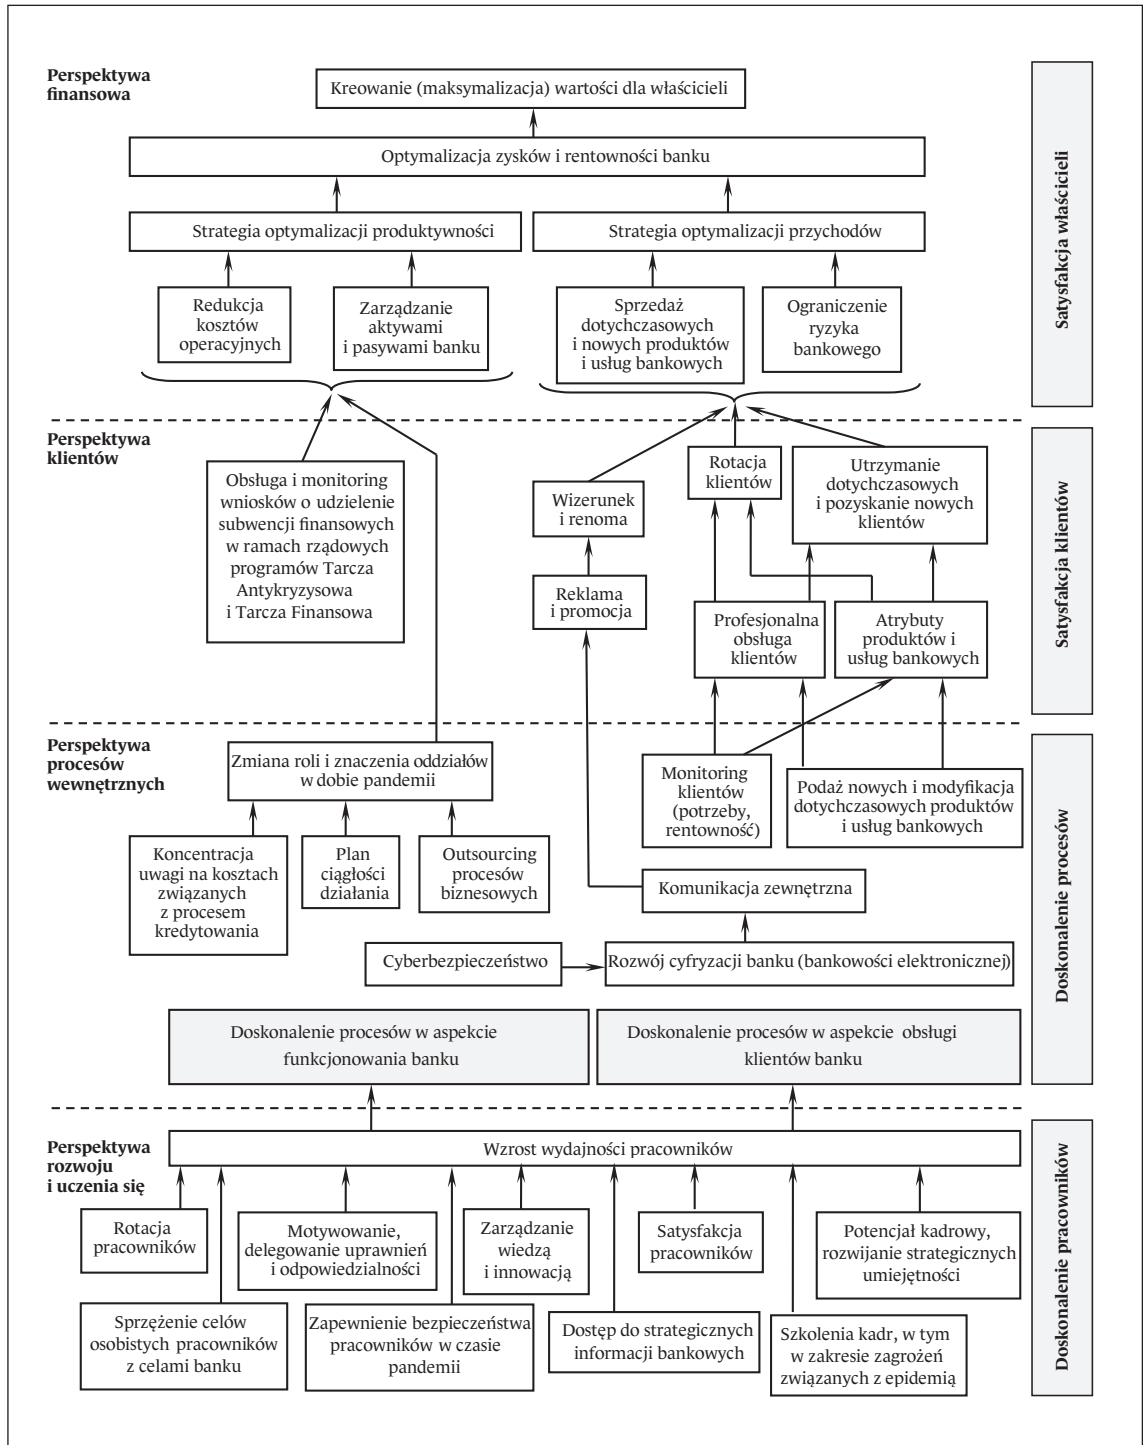 Perspektywa
finansowa
Kreowanie (maksymalizacja) wartości dla właścicieli
Optymalizacja zysków i rentowności banku
Strategia optymalizacji produktywności
Strategia optymalizacji przychodów
Redukcja
kosztów
operacyjnych
Zarządzanie
aktywami
i pasywami banku
Sprzedaż
dotychczasowych
i nowych produktów
i usług bankowych
Ograniczenie
ryzyka
bankowego
Satysfakcja właścicieli
Perspektywa
klientów
Obsługa i monitoring
wniosków o udzielenie
subwencji finansowych
w ramach rządowych
programów Tarcza
Antykryzysowa
i Tarcza Finansowa
Wizerunek
i renoma
Rotacja
klientów
Utrzymanie
dotychczasowych
i pozyskanie nowych
klientów
Reklama
i promocja
Profesjonalna
obsługa
klientów
Atrybuty
produktów i
usług bankowych
Satysfakcja klientów
Perspektywa
procesów
wewnętrznych
Zmiana roli i znaczenia oddziałów
w dobie pandemii
Monitoring
klientów
(potrzeby,
rentowność)
Podaż nowych i modyfikacja
dotychczasowych produktów
i usług bankowych
Koncentracja
uwagi na kosztach
związanych
z procesem
kredytowania
Plan
ciągłości
działania
Outsourcing
procesów
biznesowych
Komunikacja zewnętrzna
Cyberbezpieczeństwo
Rozwój cyfryzacji banku (bankowości elektronicznej)
Doskonalenie procesów w aspekcie
funkcjonowania banku
Doskonalenie procesów w aspekcie obsługi
klientów banku
Doskonalenie procesów
Perspektywa
rozwoju
i uczenia się
Wzrost wydajności pracowników
Rotacja
pracowników
Motywowanie,
delegowanie uprawnień
i odpowiedzialności
Zarządzanie
wiedzą
i innowacją
Satysfakcja
pracowników
Potencjał kadrowy,
rozwijanie strategicznych
umiejętności
Sprzężenie celów
osobistych pracowników
z celami banku
Zapewnienie bezpieczeństwa
pracowników w czasie
pandemii
Dostęp do strategicznych
informacji bankowych
Szkolenia kadr, w tym
w zakresie zagrożeń
związanych z epidemią
Doskonalenie pracowników